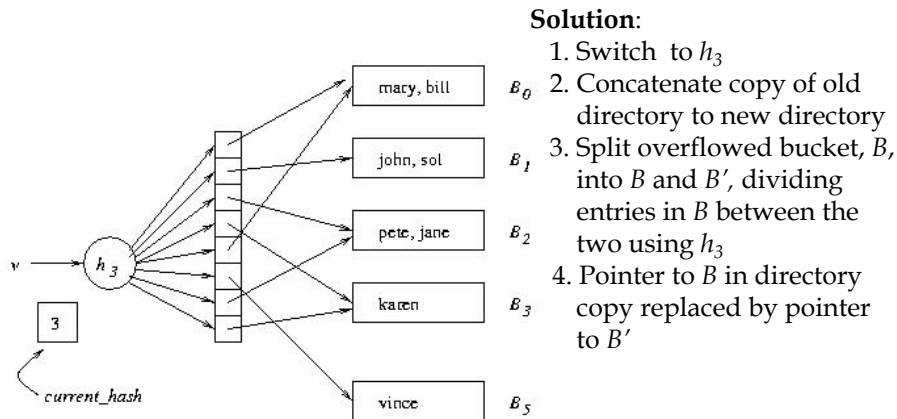 Solution:
1. Switch to h3
2. Concatenate copy of old
directory to new directory
3. Split overflowed bucket, B,
into B and B’, dividing
entries in B between the
two using h3
4. Pointer to B in directory
copy replaced by pointer
to B’
mary, bill B0
john, sol B1
pete, jane B2
v h3
karen B3
3
current_hash
vince B5